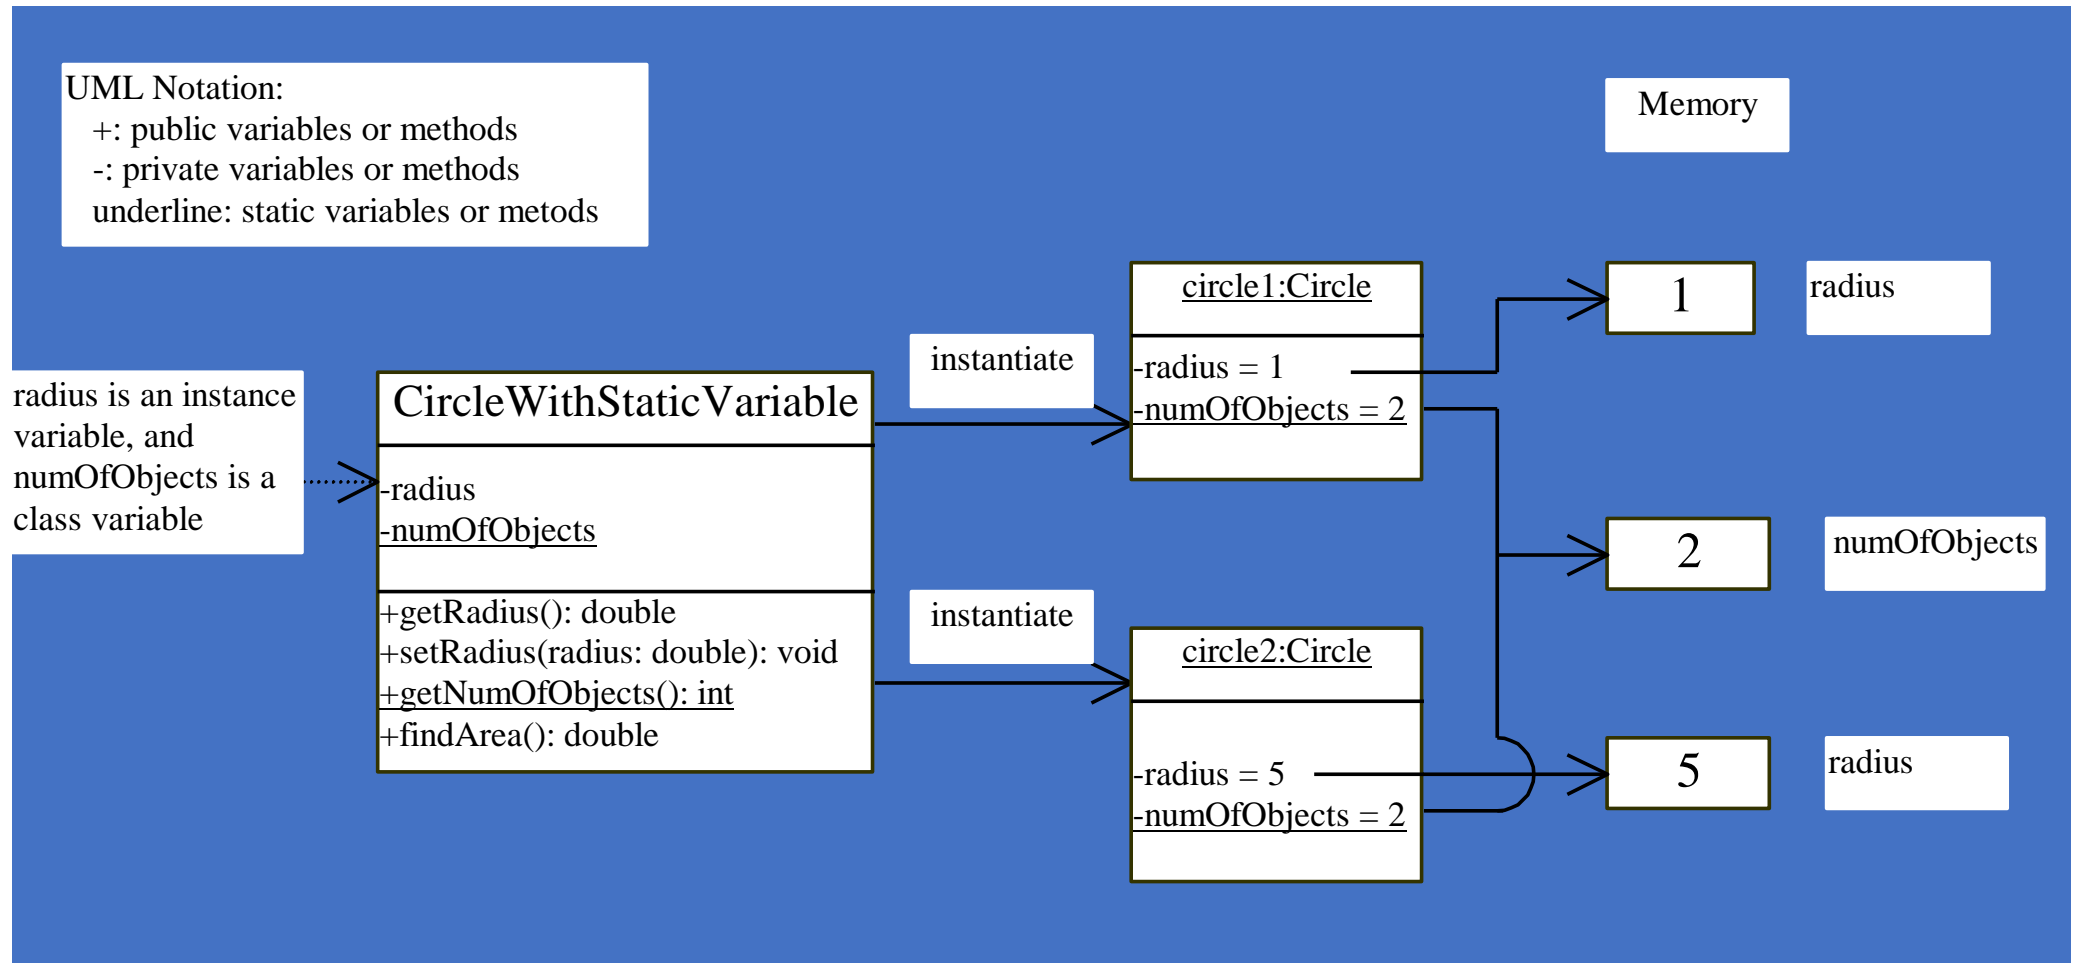 UML Notation:
+: public variables or methods
-: private variables or methods
underline: static variables or metods
Memory
radius is an instance
variable, and
numOfObjects is a
class variable
CircleWithStaticVariable
-radius
-numOfObjects
+getRadius(): double
+setRadius(radius: double): void
+getNumOfObjects(): int
+findArea(): double
instantiate
circle1:Circle
-radius = 1
-numOfObjects = 2
instantiate
circle2:Circle
-radius = 5
-numOfObjects = 2
1
radius
2
numOfObjects
5
radius